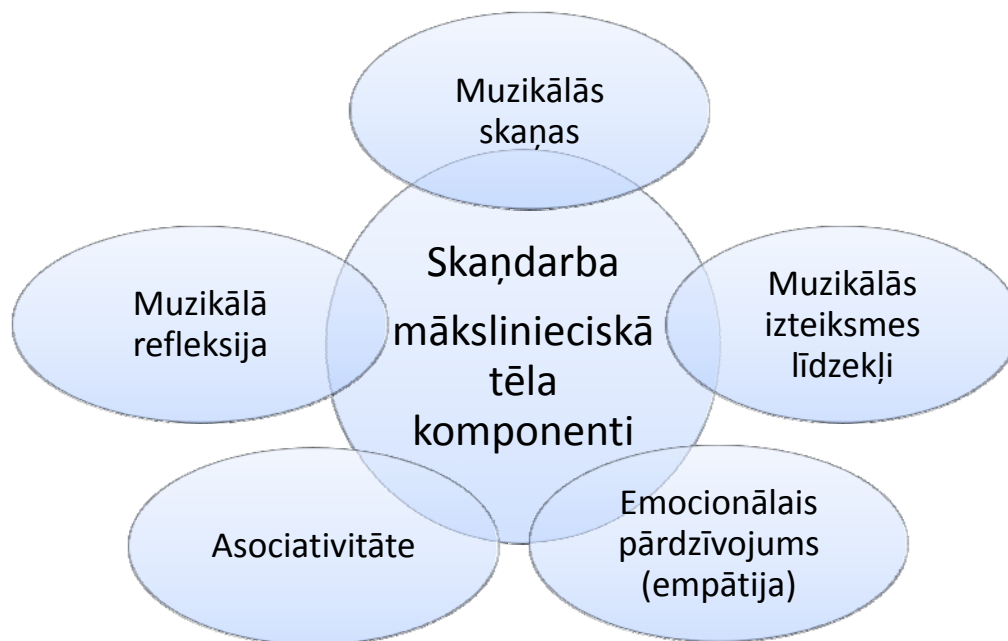 Muzikālās
skaņas
Skaņdarba
mākslinieciskā
tēla
komponenti
Muzikālā
refleksija
Muzikālās
izteiksmes
līdzekļi
Asociativitāte
Emocionālais
pārdzīvojums
(empātija)